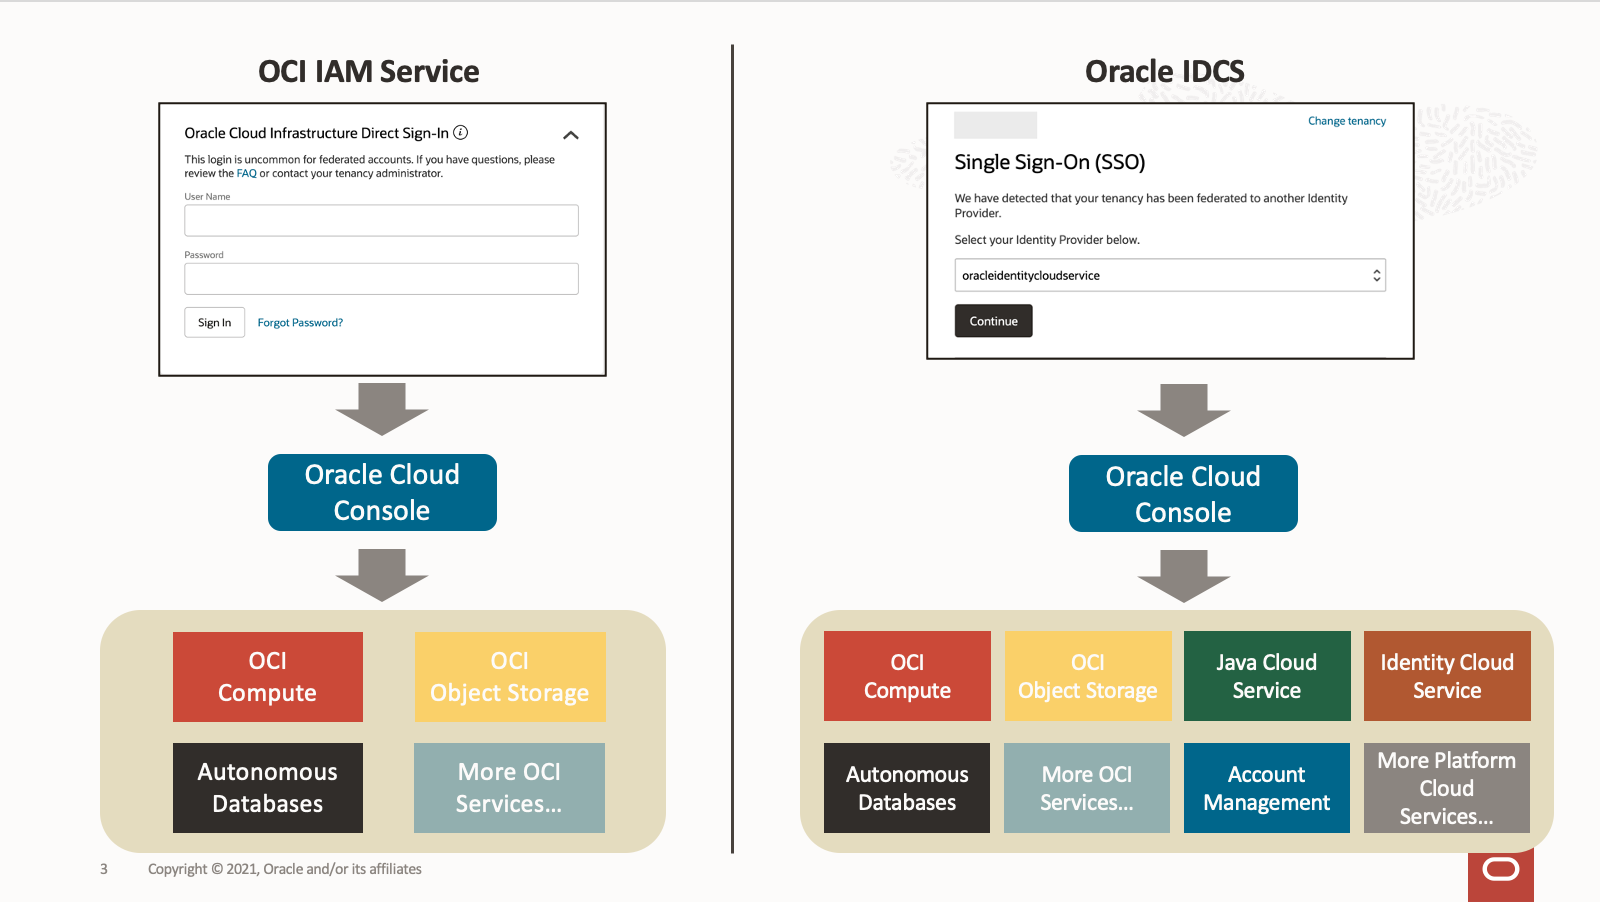 OCI IAM Service
Oracle Cloud Infrastructure Direct Sign-In
This login is uncommon for federated accounts. If you have questions, please
review the FAQ or contact your tenancy administrator.
User Name
Password
Sign In
Forgot Password?
Oracle Cloud
Console
OCI
Compute
OCI
Object Storage
Autonomous
Databases
More OCI
Services...
Oracle IDCS
Change tenancy
Single Sign-On (SSO)
We have detected that your tenancy has been federated to another Identity
Provider.
Select your Identity Provider below.
oracleidentitycloudservice
Continue
Oracle Cloud
Console
OCI
Compute
OCI
Object Storage
Java Cloud
Service
Identity Cloud
Service
Autonomous
Databases
More OCI
Services...
Account
Management
More Platform
Cloud
Services...
3
Copyright © 2021, Oracle and/or its affiliates